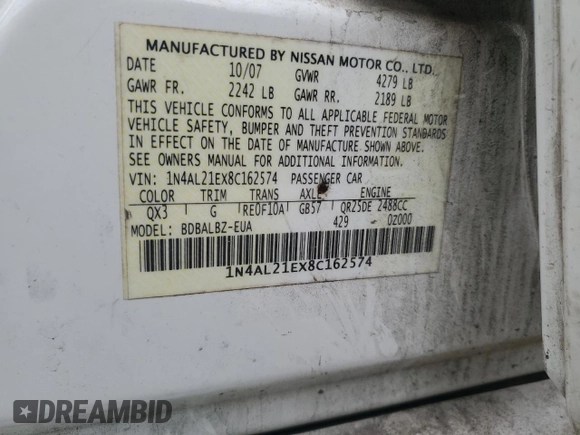 MANUFACTURED BY NISSAN MOTOR CO., LTD.
DATE 10/07 GVWR 4279 LB
GAWR FR. 2242 LB GAWR RR. 2189 LB
THIS VEHICLE CONFORMS TO ALL APPLICABLE FEDERAL MOTOR
VEHICLE SAFETY, BUMPER AND THEFT PREVENTION STANDARDS
IN EFFECT ON THE DATE OF MANUFACTURE SHOWN ABOVE.
SEE OWNERS MANUAL FOR ADDITIONAL INFORMATION.
VIN: 1N4AL21EX8C162574 PASSENGER CAR
COLOR TRIM TRANS AXLE ENGINE
QX3 G RE0F10A GB57 QR25DE 2488CC
MODEL: BDBALBZ-EUA 429 0Z000
1N4AL21EX8C162574
DREAMBID